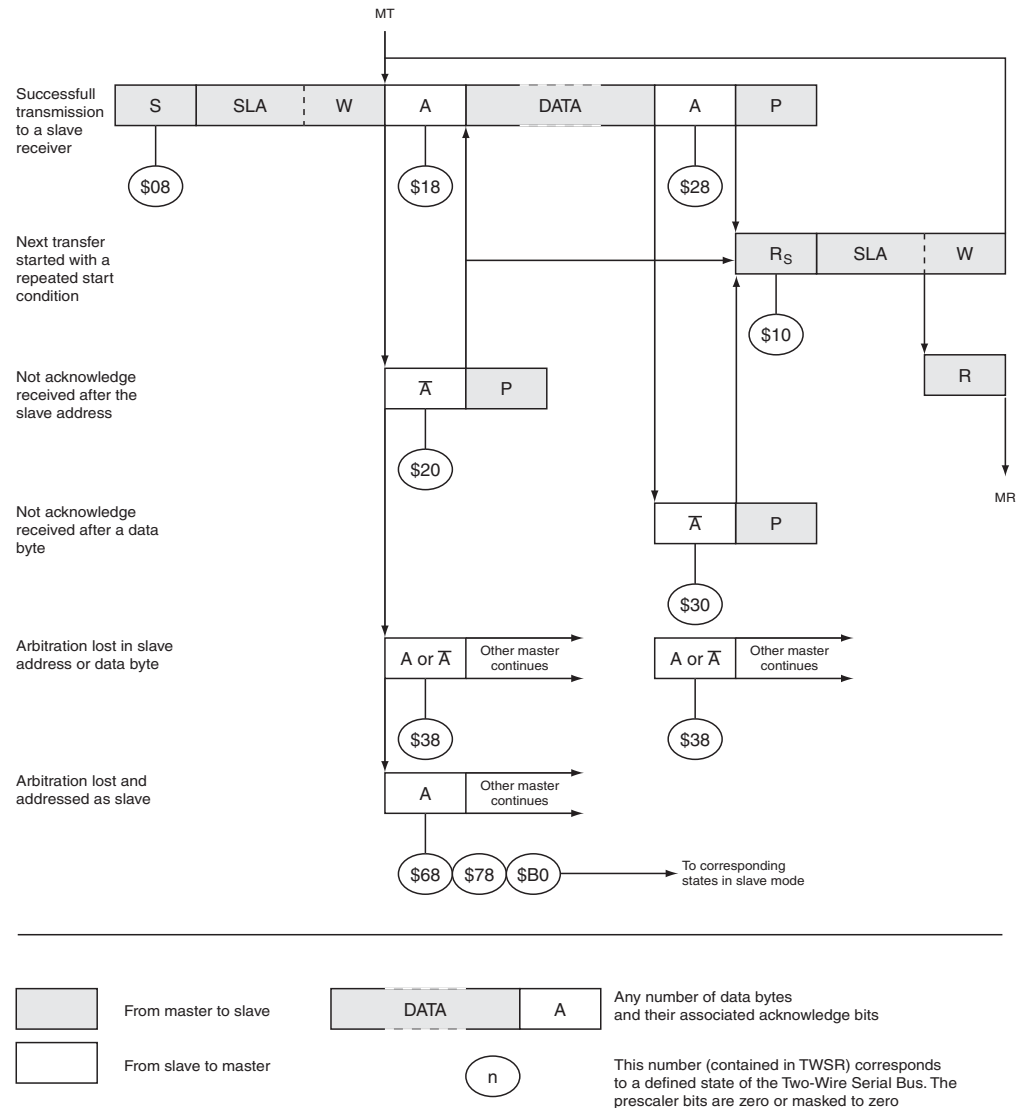 MT
Successfull
transmission
to a slave
receiver
S SLA W A DATA A P
$08 $18 $28
Next transfer
started with a
repeated start
condition
RS SLA W
$10
Not acknowledge
received after the
slave address
A̅ P
R
$20
MR
Not acknowledge
received after a data
byte
A̅ P
$30
Arbitration lost in slave
address or data byte
A or A̅ Other master
continues
A or A̅ Other master
continues
$38 $38
Arbitration lost and
addressed as slave
A Other master
continues
$68 $78 $B0
To corresponding
states in slave mode
From master to slave
DATA A
Any number of data bytes
and their associated acknowledge bits
From slave to master
n
This number (contained in TWSR) corresponds
to a defined state of the Two-Wire Serial Bus. The
prescaler bits are zero or masked to zero